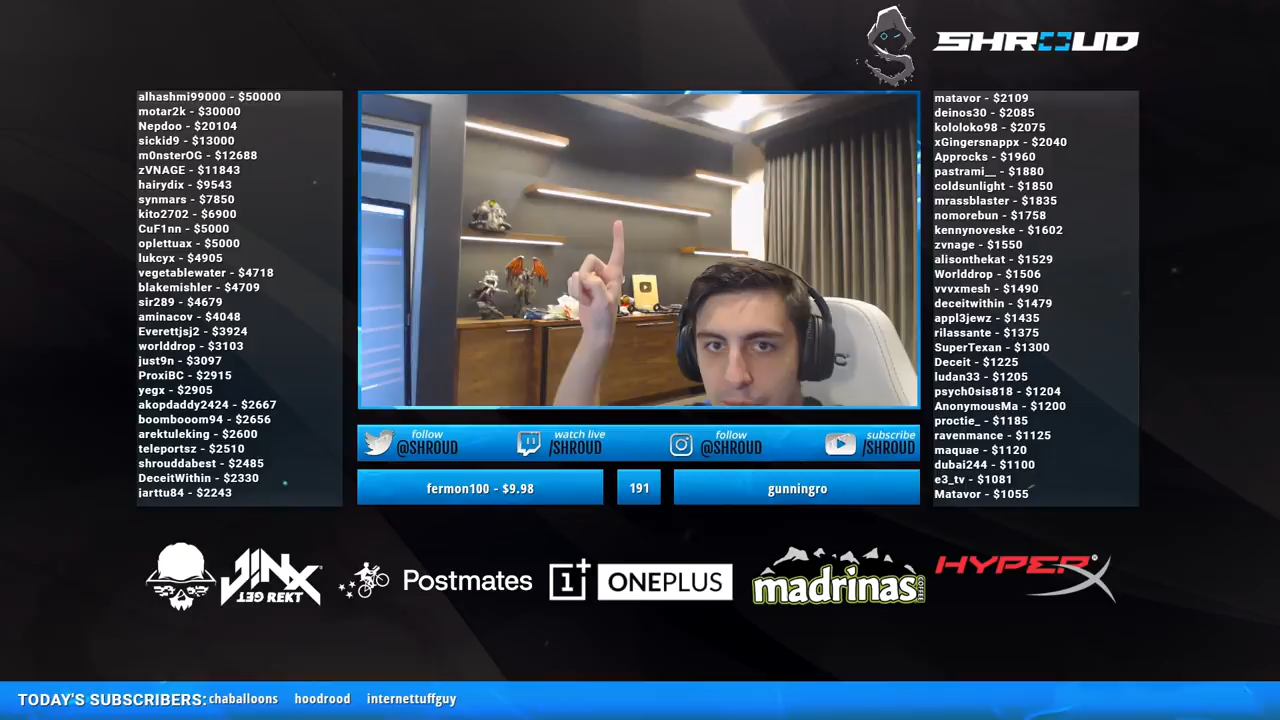 SHROUD
alhashmi99000 - $50000
motar2k - $30000
Nepdoo - $20104
sickid9 - $13000
m0nsterOG - $12688
zVNAGE - $11843
hairydix - $9543
synmars - $7850
kito2702 - $6900
CuF1nn - $5000
oplettuax - $5000
lukcyx - $4905
vegetablewater - $4718
blakemishler - $4709
sir289 - $4679
aminacov - $4048
Everettjsj2 - $3924
worlddrop - $3103
just9n - $3097
ProxiBC - $2915
yegx - $2905
akopdaddy2424 - $2667
boombooom94 - $2656
arektuleking - $2600
teleportsz - $2510
shrouddabest - $2485
DeceitWithin - $2330
iarttu84 - $2243
matavor - $2109
deinos30 - $2085
kololoko98 - $2075
xGingersnappx - $2040
Approcks - $1960
pastrami__ - $1880
coldsunlight - $1850
mrassblaster - $1835
nomorebun - $1758
kennynoveske - $1602
zvnage - $1550
alisonthekat - $1529
Worlddrop - $1506
vvvxmesh - $1490
deceitwithin - $1479
appl3jewz - $1435
rilassante - $1375
SuperTexan - $1300
Deceit - $1225
ludan33 - $1205
psych0sis818 - $1204
AnonymousMa - $1200
proctie_ - $1185
ravenmance - $1125
maquae - $1120
dubai244 - $1100
e3_tv - $1081
Matavor - $1055
follow
@SHROUD
watch live
/SHROUD
follow
@SHROUD
subscribe
/SHROUD
fermon100 - $9.98
191
gunningro
JINX
GET REKT
Postmates
1+ ONEPLUS
madrinas COFFEE
HYPERX
TODAY'S SUBSCRIBERS: chaballoons hoodrood internettuffguy